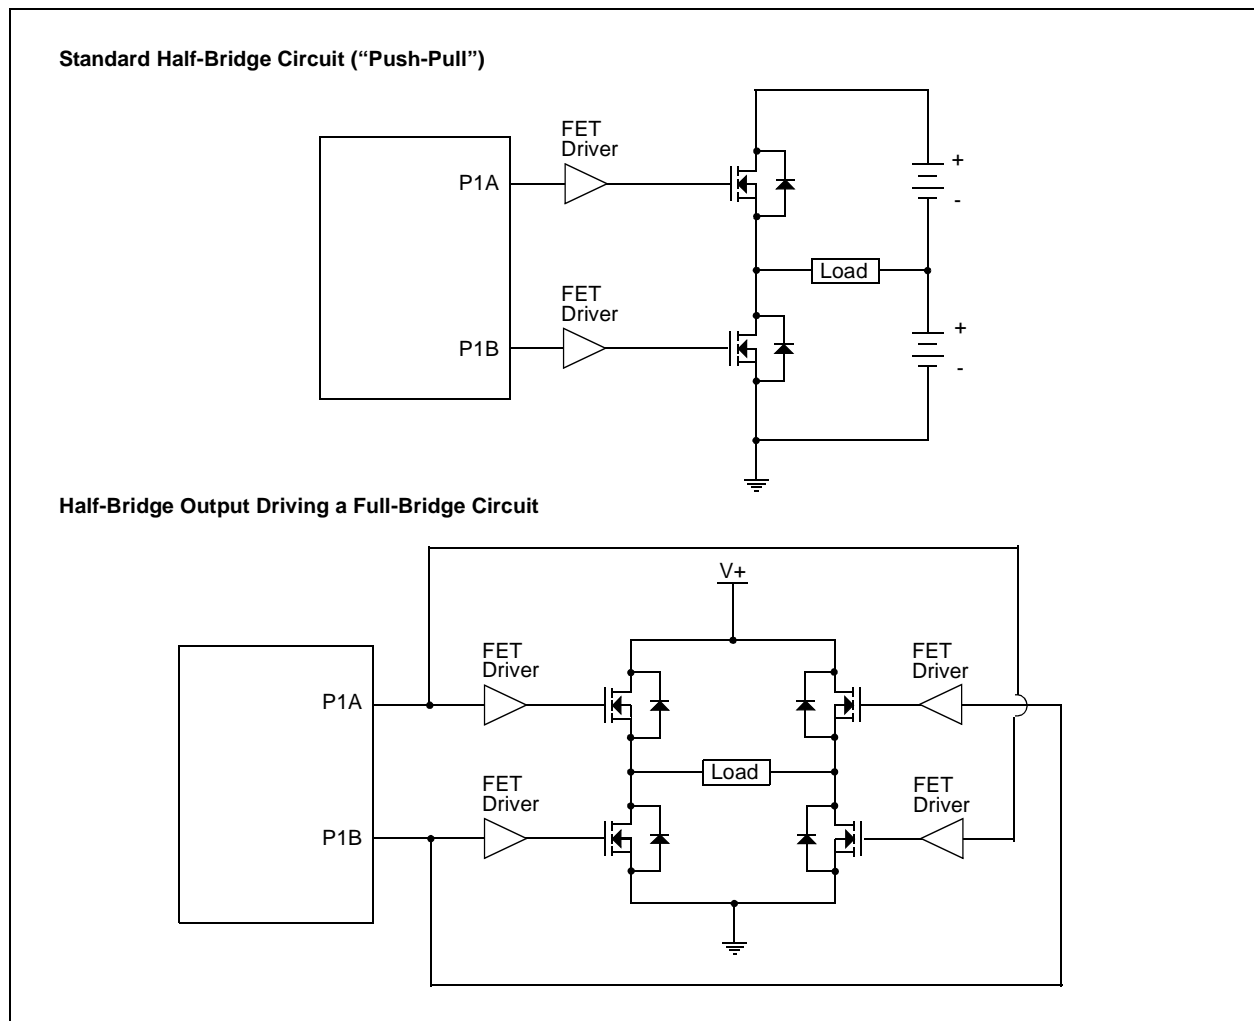 Standard Half-Bridge Circuit (“Push-Pull”)
FET
Driver
P1A
+
-
Load
FET
Driver
P1B
+
-
Half-Bridge Output Driving a Full-Bridge Circuit
V+
FET
Driver
FET
Driver
P1A
Load
FET
Driver
FET
Driver
P1B